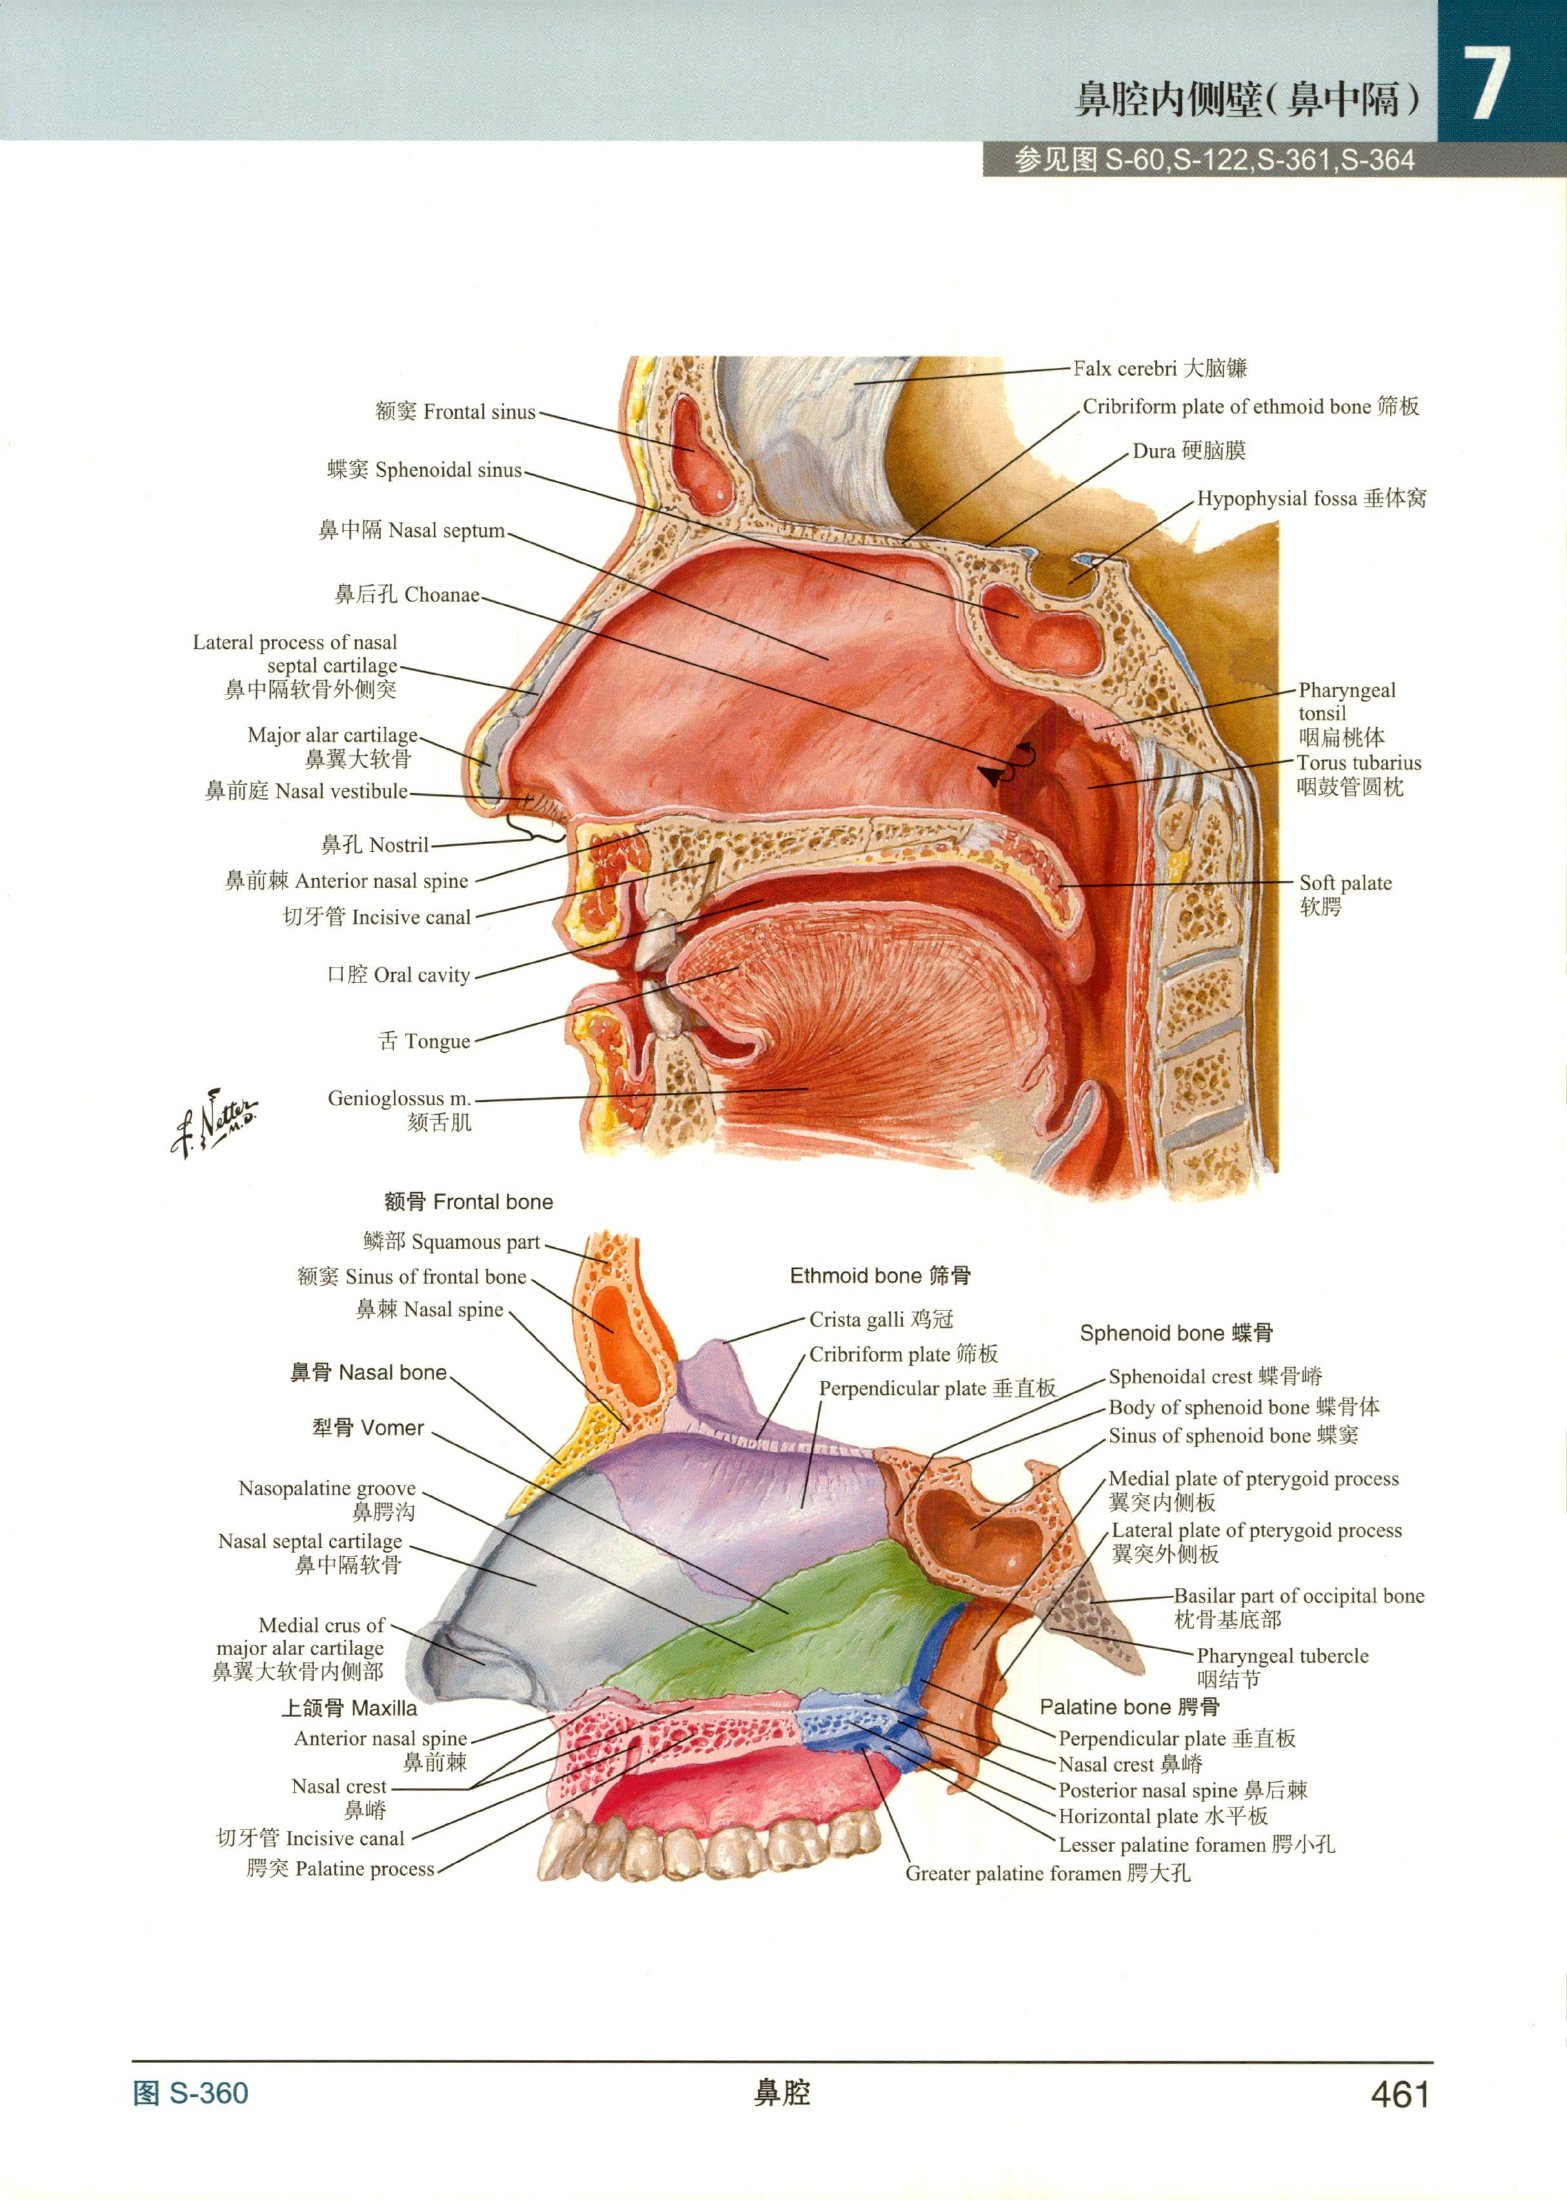 鼻腔内侧壁(鼻中隔)
7
参见图 S-60,S-122,S-361,S-364
额窦 Frontal sinus
蝶窦 Sphenoidal sinus
鼻中隔 Nasal septum
鼻后孔 Choanae
Lateral process of nasal
septal cartilage
鼻中隔软骨外侧突
Major alar cartilage
鼻翼大软骨
鼻前庭 Nasal vestibule
鼻孔 Nostril
鼻前棘 Anterior nasal spine
切牙管 Incisive canal
口腔 Oral cavity
舌 Tongue
Genioglossus m.
颏舌肌
Falx cerebri 大脑镰
Cribriform plate of ethmoid bone 筛板
Dura 硬脑膜
Hypophysial fossa 垂体窝
Pharyngeal
tonsil
咽扁桃体
Torus tubarius
咽鼓管圆枕
Soft palate
软腭
F. Netter
M.D.
额骨 Frontal bone
鳞部 Squamous part
额窦 Sinus of frontal bone
鼻棘 Nasal spine
鼻骨 Nasal bone
犁骨 Vomer
Nasopalatine groove
鼻腭沟
Nasal septal cartilage
鼻中隔软骨
Medial crus of
major alar cartilage
鼻翼大软骨内侧部
上颌骨 Maxilla
Anterior nasal spine
鼻前棘
Nasal crest
鼻嵴
切牙管 Incisive canal
腭突 Palatine process
Ethmoid bone 筛骨
Crista galli 鸡冠
Cribriform plate 筛板
Perpendicular plate 垂直板
Sphenoid bone 蝶骨
Sphenoidal crest 蝶骨嵴
Body of sphenoid bone 蝶骨体
Sinus of sphenoid bone 蝶窦
Medial plate of pterygoid process
翼突内侧板
Lateral plate of pterygoid process
翼突外侧板
Basilar part of occipital bone
枕骨基底部
Pharyngeal tubercle
咽结节
Palatine bone 腭骨
Perpendicular plate 垂直板
Nasal crest 鼻嵴
Posterior nasal spine 鼻后棘
Horizontal plate 水平板
Lesser palatine foramen 腭小孔
Greater palatine foramen 腭大孔
图 S-360
鼻腔
461